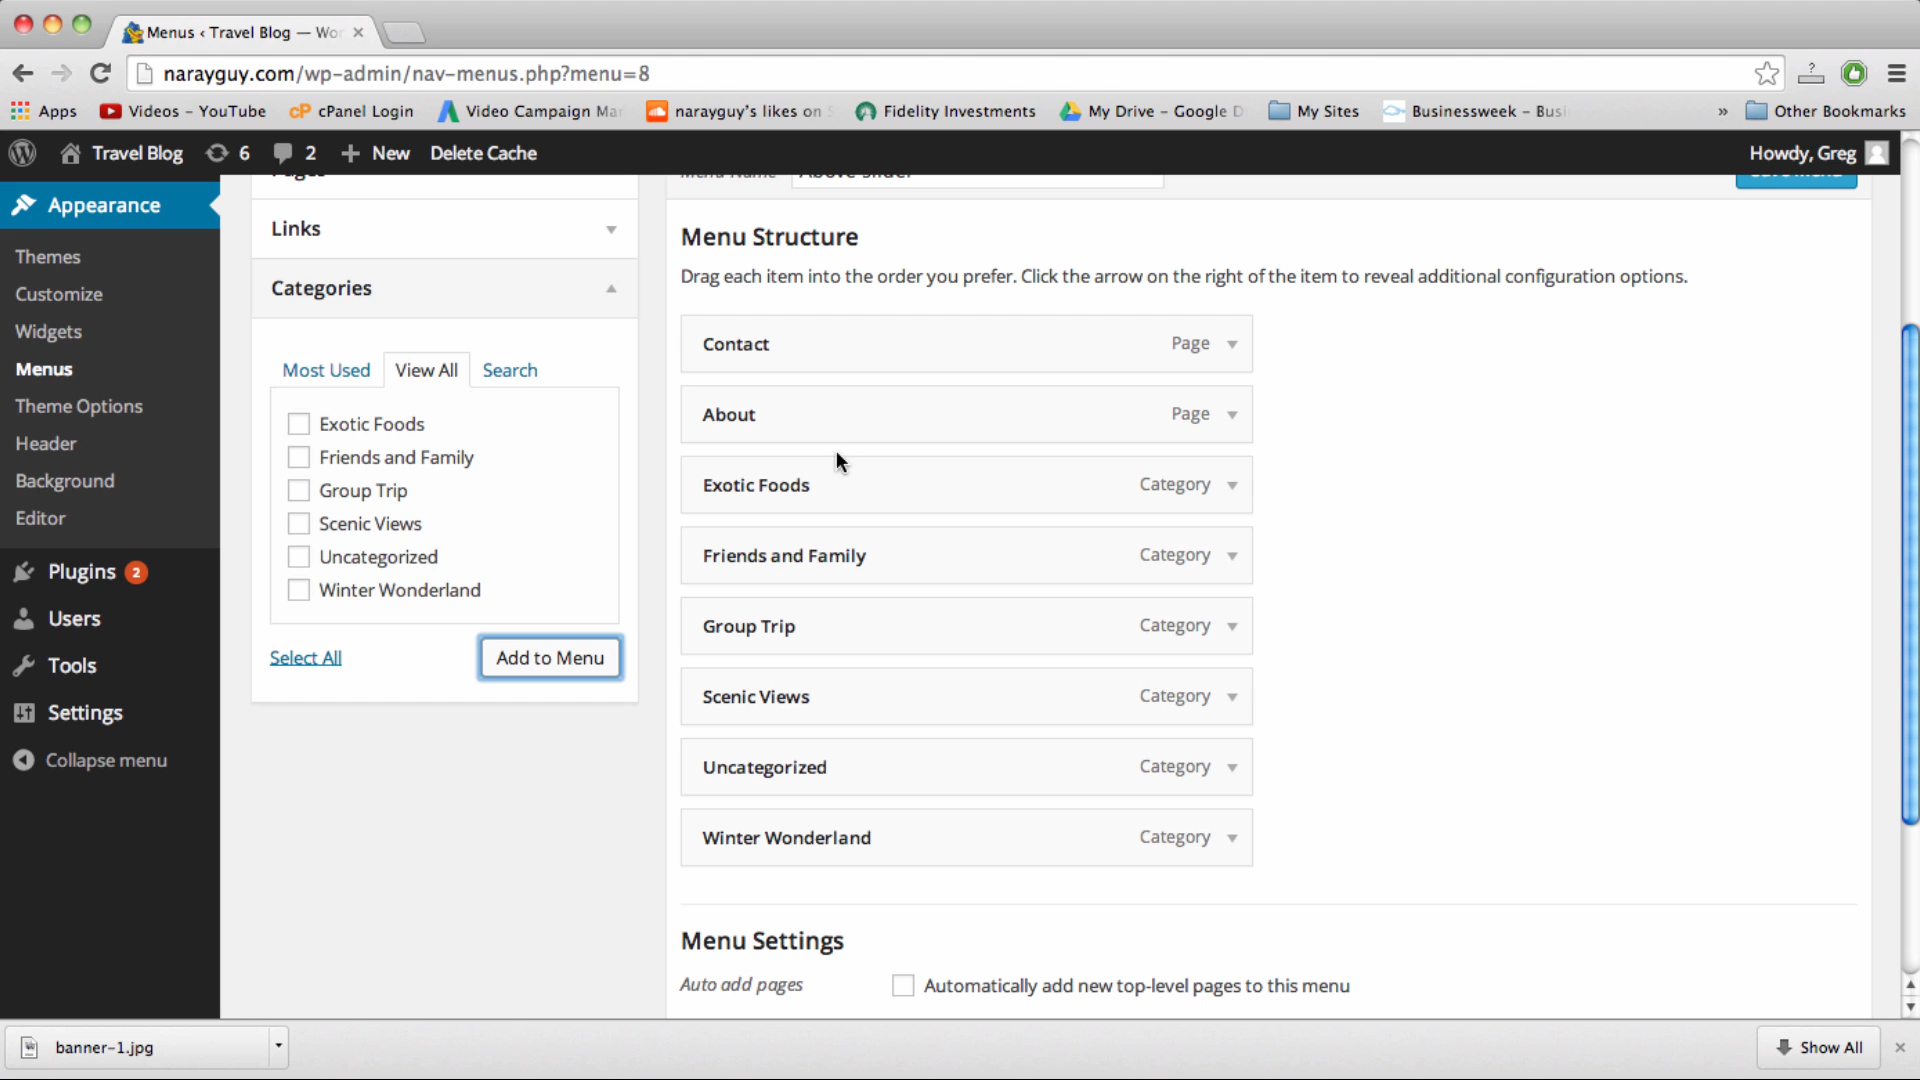 Menus ‹ Travel Blog — Wo
narayguy.com/wp-admin/nav-menus.php?menu=8
Apps Videos – YouTube cPanel Login Video Campaign Ma narayguy's likes on Fidelity Investments My Drive – Google D My Sites Businessweek – Busi » Other Bookmarks
Travel Blog 6 2 + New Delete Cache Howdy, Greg
Appearance
Themes
Customize
Widgets
Menus
Theme Options
Header
Background
Editor
Plugins 2
Users
Tools
Settings
Collapse menu
Pages
Links
Categories
Most Used View All Search
Exotic Foods
Friends and Family
Group Trip
Scenic Views
Uncategorized
Winter Wonderland
Select All Add to Menu
Menu Name Above Slider Save Menu
Menu Structure
Drag each item into the order you prefer. Click the arrow on the right of the item to reveal additional configuration options.
Contact Page
About Page
Exotic Foods Category
Friends and Family Category
Group Trip Category
Scenic Views Category
Uncategorized Category
Winter Wonderland Category
Menu Settings
Auto add pages Automatically add new top-level pages to this menu
banner-1.jpg Show All